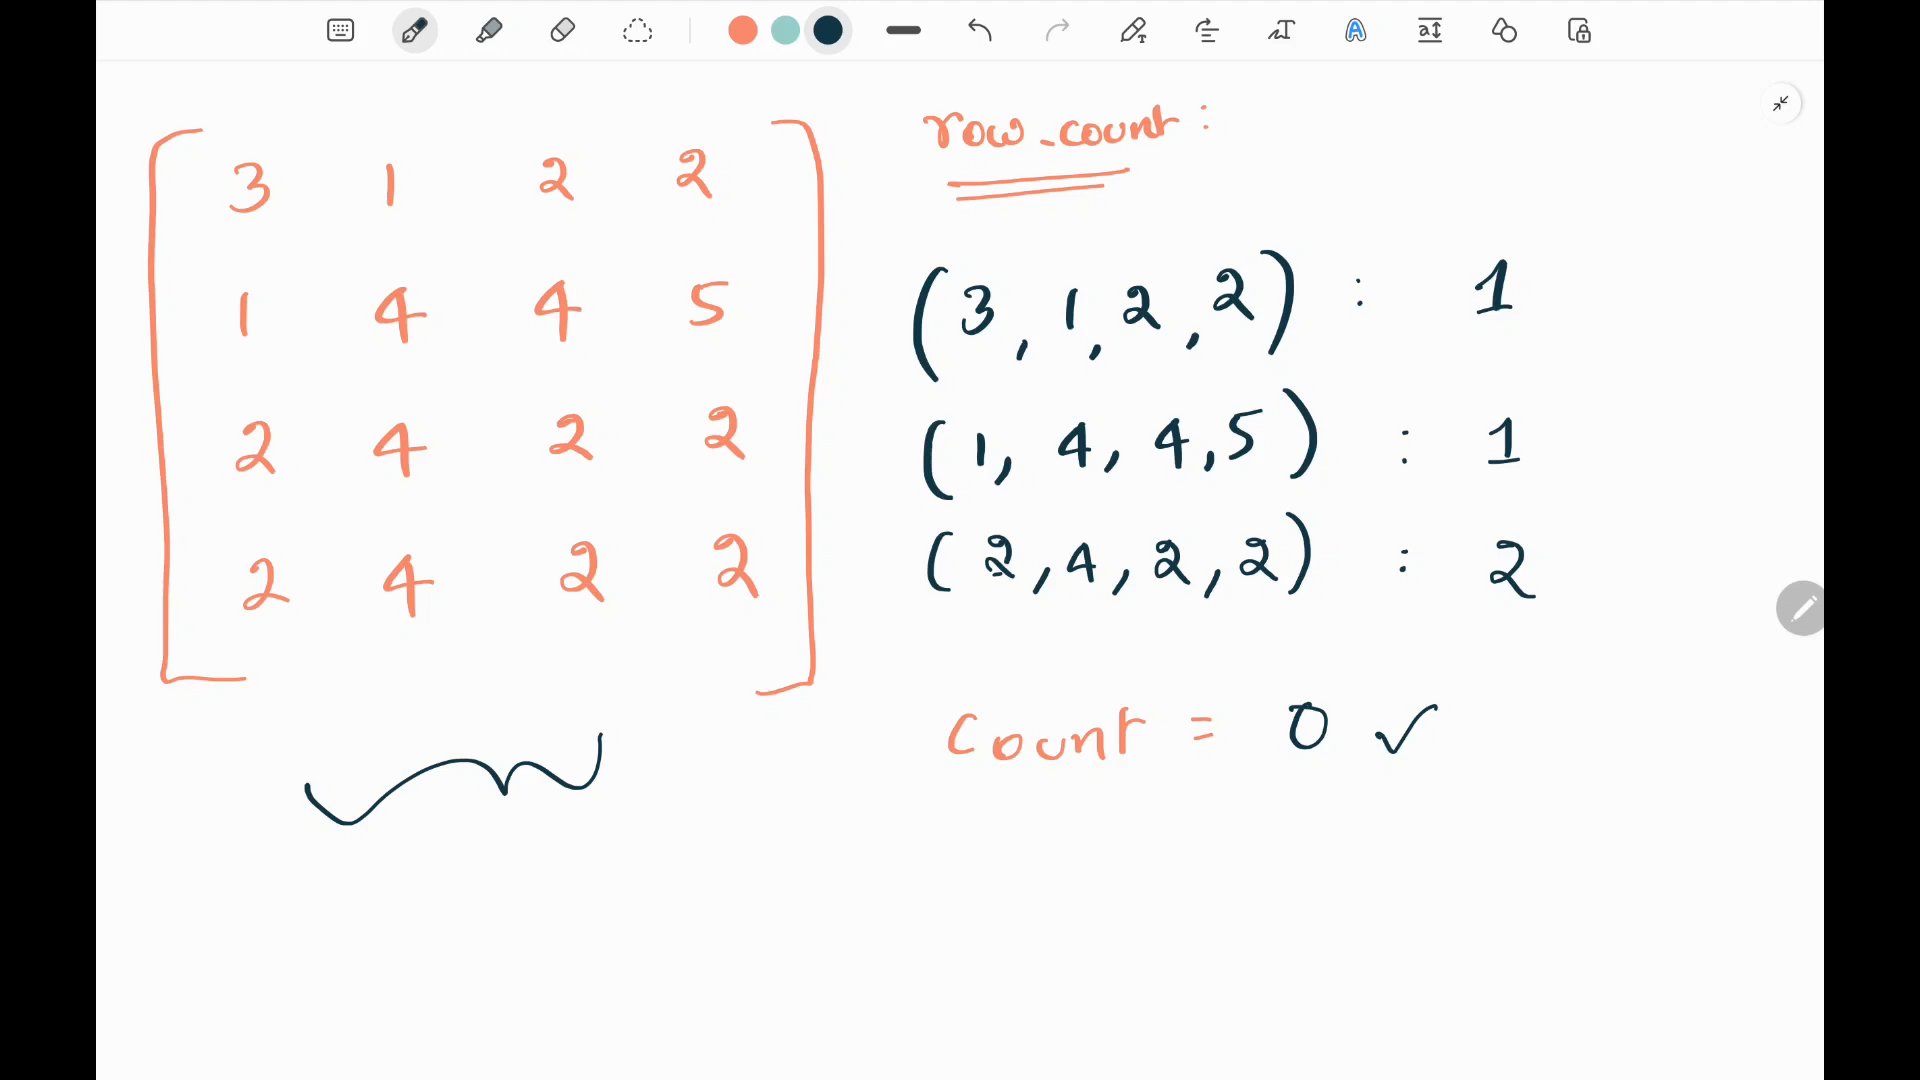 3 1 2 2
1 4 4 5
2 4 2 2
2 4 2 2
row_count :
(3, 1, 2, 2) : 1
(1, 4, 4, 5) : 1
(2, 4, 2, 2) : 2
Count = 0 ✓